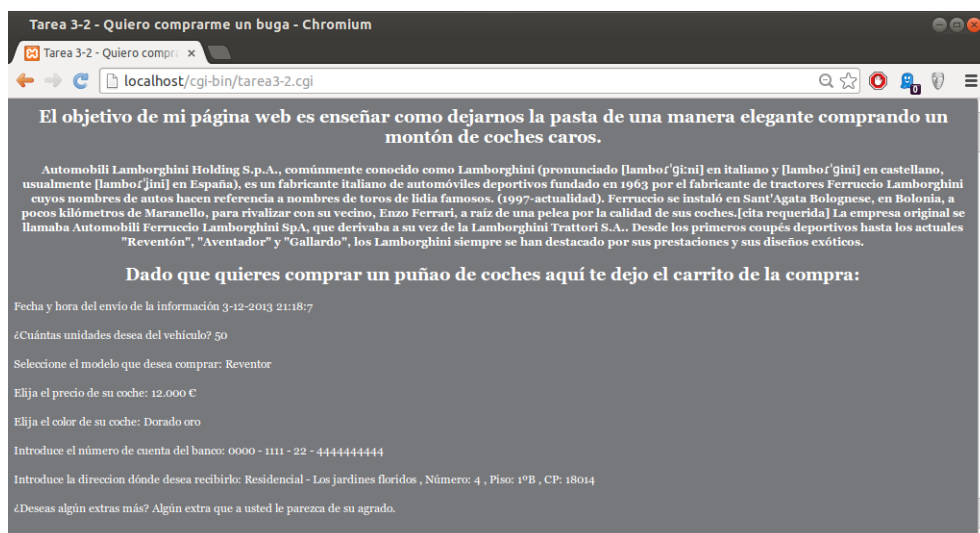 Tarea 3-2 - Quiero comprarme un buga - Chromium
Tarea 3-2 - Quiero compra
localhost/cgi-bin/tarea3-2.cgi
0
El objetivo de mi página web es enseñar como dejarnos la pasta de una manera elegante comprando un
montón de coches caros.
Automobili Lamborghini Holding S.p.A., comúnmente conocido como Lamborghini (pronunciado [lamboɾˈɡiːni] en italiano y [lamboɾˈɡini] en castellano,
usualmente [lamboɾˈʝini] en España), es un fabricante italiano de automóviles deportivos fundado en 1963 por el fabricante de tractores Ferruccio Lamborghini
cuyos nombres de autos hacen referencia a nombres de toros de lidia famosos. (1997-actualidad). Ferruccio se instaló en Sant'Agata Bolognese, en Bolonia, a
pocos kilómetros de Maranello, para rivalizar con su vecino, Enzo Ferrari, a raíz de una pelea por la calidad de sus coches.[cita requerida] La empresa original se
llamaba Automobili Ferruccio Lamborghini SpA, que derivaba a su vez de la Lamborghini Trattori S.A.. Desde los primeros coupés deportivos hasta los actuales
"Reventón", "Aventador" y "Gallardo", los Lamborghini siempre se han destacado por sus prestaciones y sus diseños exóticos.
Dado que quieres comprar un puñao de coches aquí te dejo el carrito de la compra:
Fecha y hora del envío de la información 3-12-2013 21:18:7
¿Cuántas unidades desea del vehículo? 50
Seleccione el modelo que desea comprar: Reventor
Elija el precio de su coche: 12.000 €
Elija el color de su coche: Dorado oro
Introduce el número de cuenta del banco: 0000 - 1111 - 22 - 4444444444
Introduce la direccion dónde desea recibirlo: Residencial - Los jardines floridos , Número: 4 , Piso: 1ºB , CP: 18014
¿Deseas algún extras más? Algún extra que a usted le parezca de su agrado.